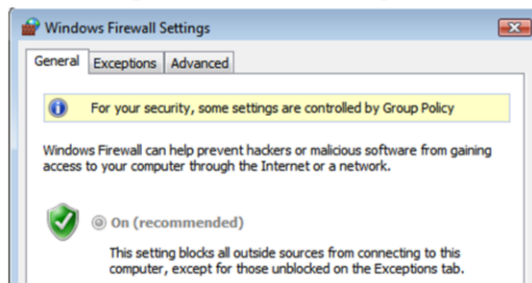 Windows Firewall Settings
General Exceptions Advanced
For your security, some settings are controlled by Group Policy
Windows Firewall can help prevent hackers or malicious software from gaining
access to your computer through the Internet or a network.
On (recommended)
This setting blocks all outside sources from connecting to this
computer, except for those unblocked on the Exceptions tab.